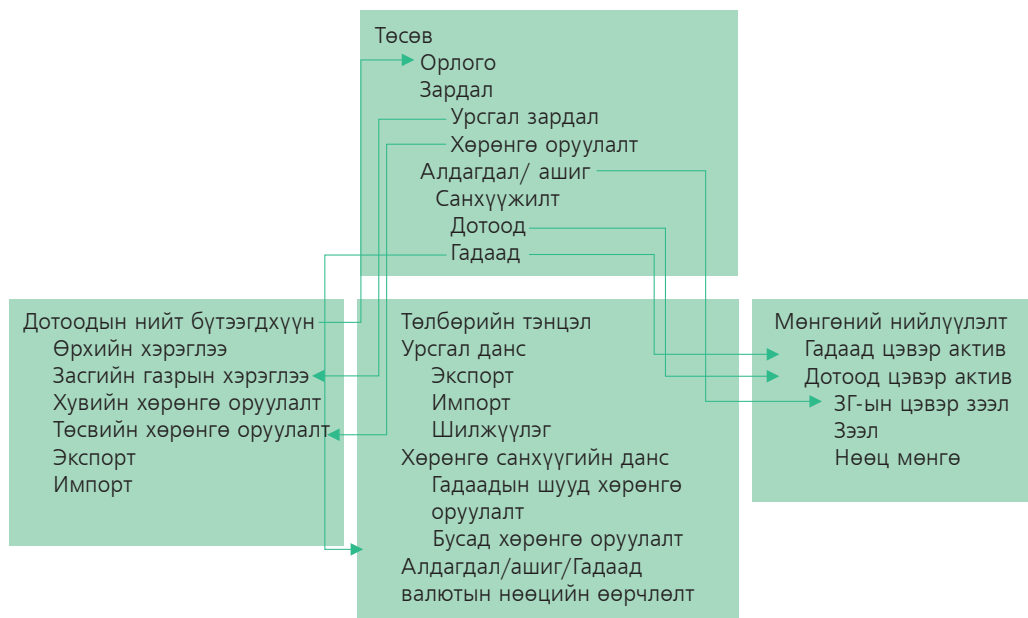 Төсөв
Орлого
Зардал
Урсгал зардал
Хөрөнгө оруулалт
Алдагдал/ ашиг
Санхүүжилт
Дотоод
Гадаад
Дотоодын нийт бүтээгдхүүн
Өрхийн хэрэглээ
Засгийн газрын хэрэглээ
Хувийн хөрөнгө оруулалт
Төсвийн хөрөнгө оруулалт
Экспорт
Импорт
Төлбөрийн тэнцэл
Урсгал данс
Экспорт
Импорт
Шилжүүлэг
Хөрөнгө санхүүгийн данс
Гадаадын шууд хөрөнгө
оруулалт
Бусад хөрөнгө оруулалт
Алдагдал/ашиг/Гадаад
валютын нөөцийн өөрчлөлт
Мөнгөний нийлүүлэлт
Гадаад цэвэр актив
Дотоод цэвэр актив
ЗГ-ын цэвэр зээл
Зээл
Нөөц мөнгө